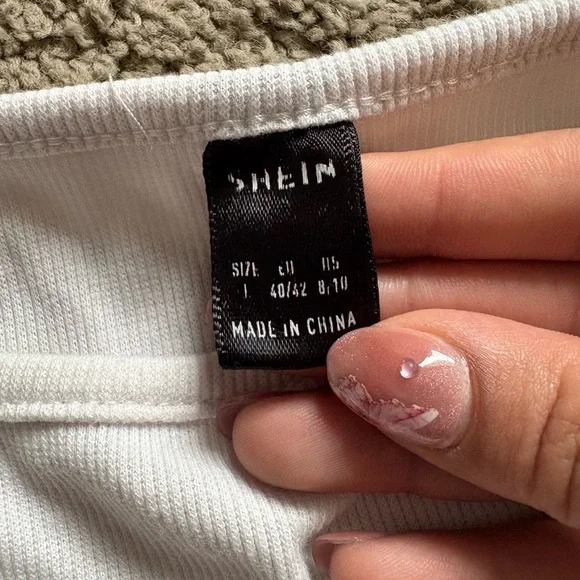 SHEIN
SIZE EU US
L 40/42 8/10
MADE IN CHINA